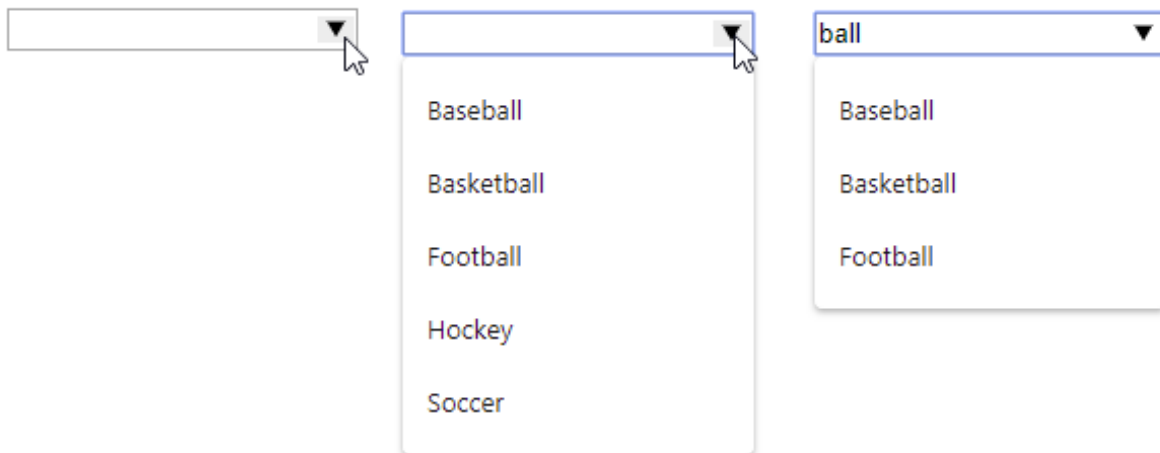 Baseball
Basketball
Football
Hockey
Soccer
ball
Baseball
Basketball
Football